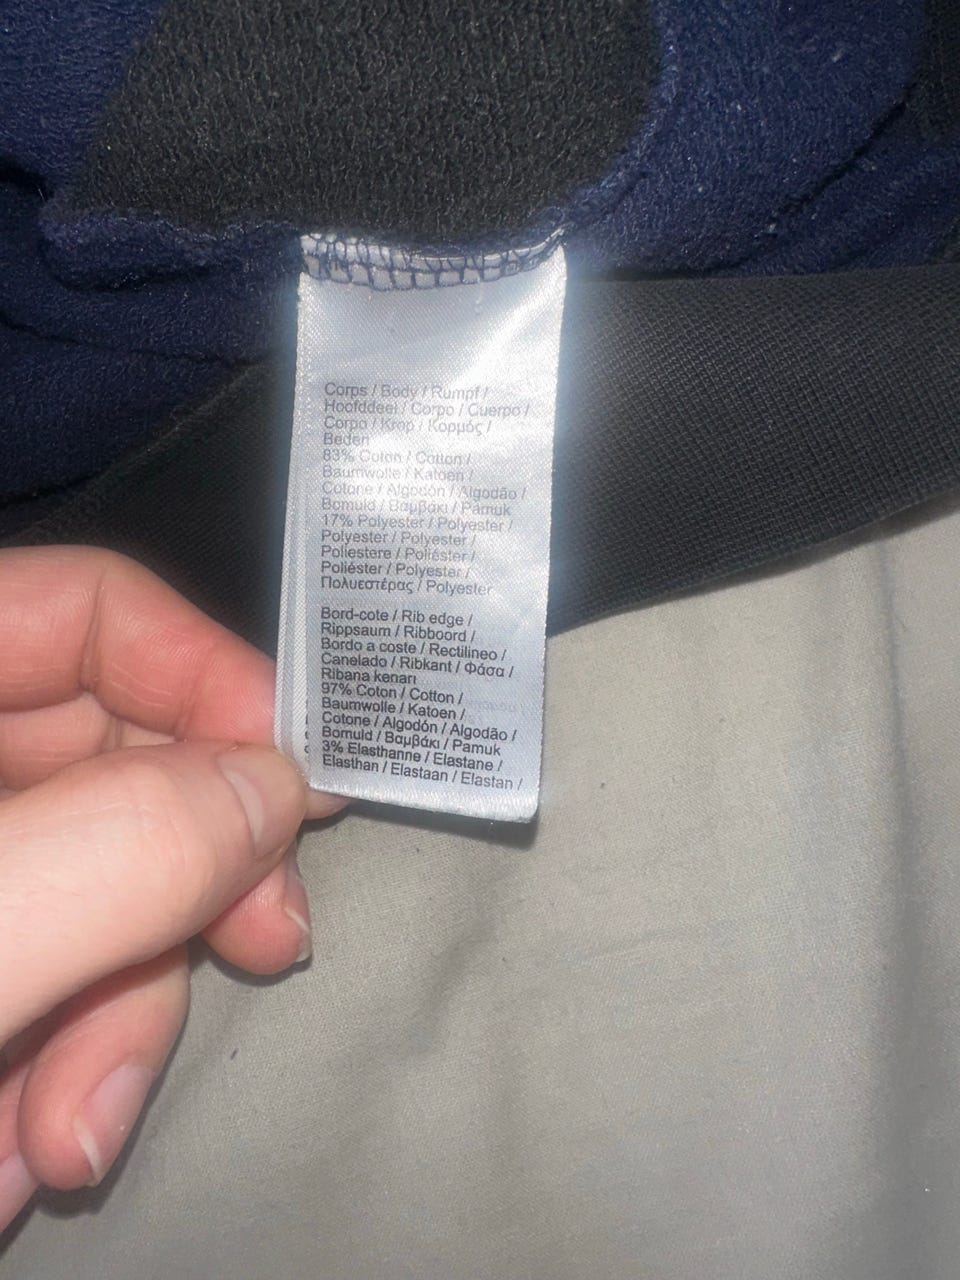 Corps / Body / Rumpf /
Hoofddeel / Corpo / Cuerpo /
Corpo / Krop / Κορμός /
Beden
83% Coton / Cotton /
Baumwolle / Katoen /
Cotone / Algodón / Algodão /
Bomuld / Βαμβάκι / Pamuk
17% Polyester / Polyester /
Polyester / Polyester /
Poliestere / Poliéster /
Poliéster / Polyester /
Πολυεστέρας / Polyester
Bord-cote / Rib edge /
Rippsaum / Ribboord /
Bordo a coste / Rectilineo /
Canelado / Ribkant / Φάσα /
Ribana kenarı
97% Coton / Cotton /
Baumwolle / Katoen /
Cotone / Algodón / Algodão /
Bomuld / Βαμβάκι / Pamuk
3% Elasthanne / Elastane /
Elasthan / Elastaan / Elastan /